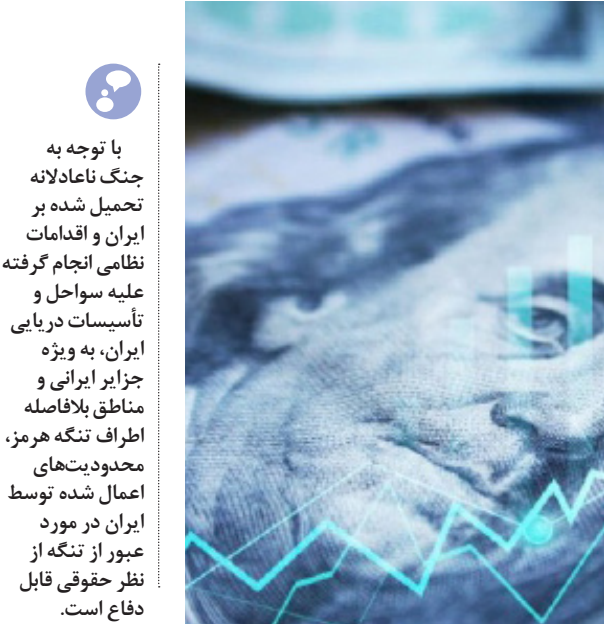 با توجه به
جنگ ناعادلانه
تحمیل شده بر
ایران و اقدامات
نظامی انجام گرفته
علیه سواحل و
تأسیسات دریایی
ایران، به ویژه
جزایر ایرانی و
مناطق بلافاصله
اطراف تنگه هرمز،
محدودیت‌های
اعمال شده توسط
ایران در مورد
عبور از تنگه از
نظر حقوقی قابل
دفاع است.